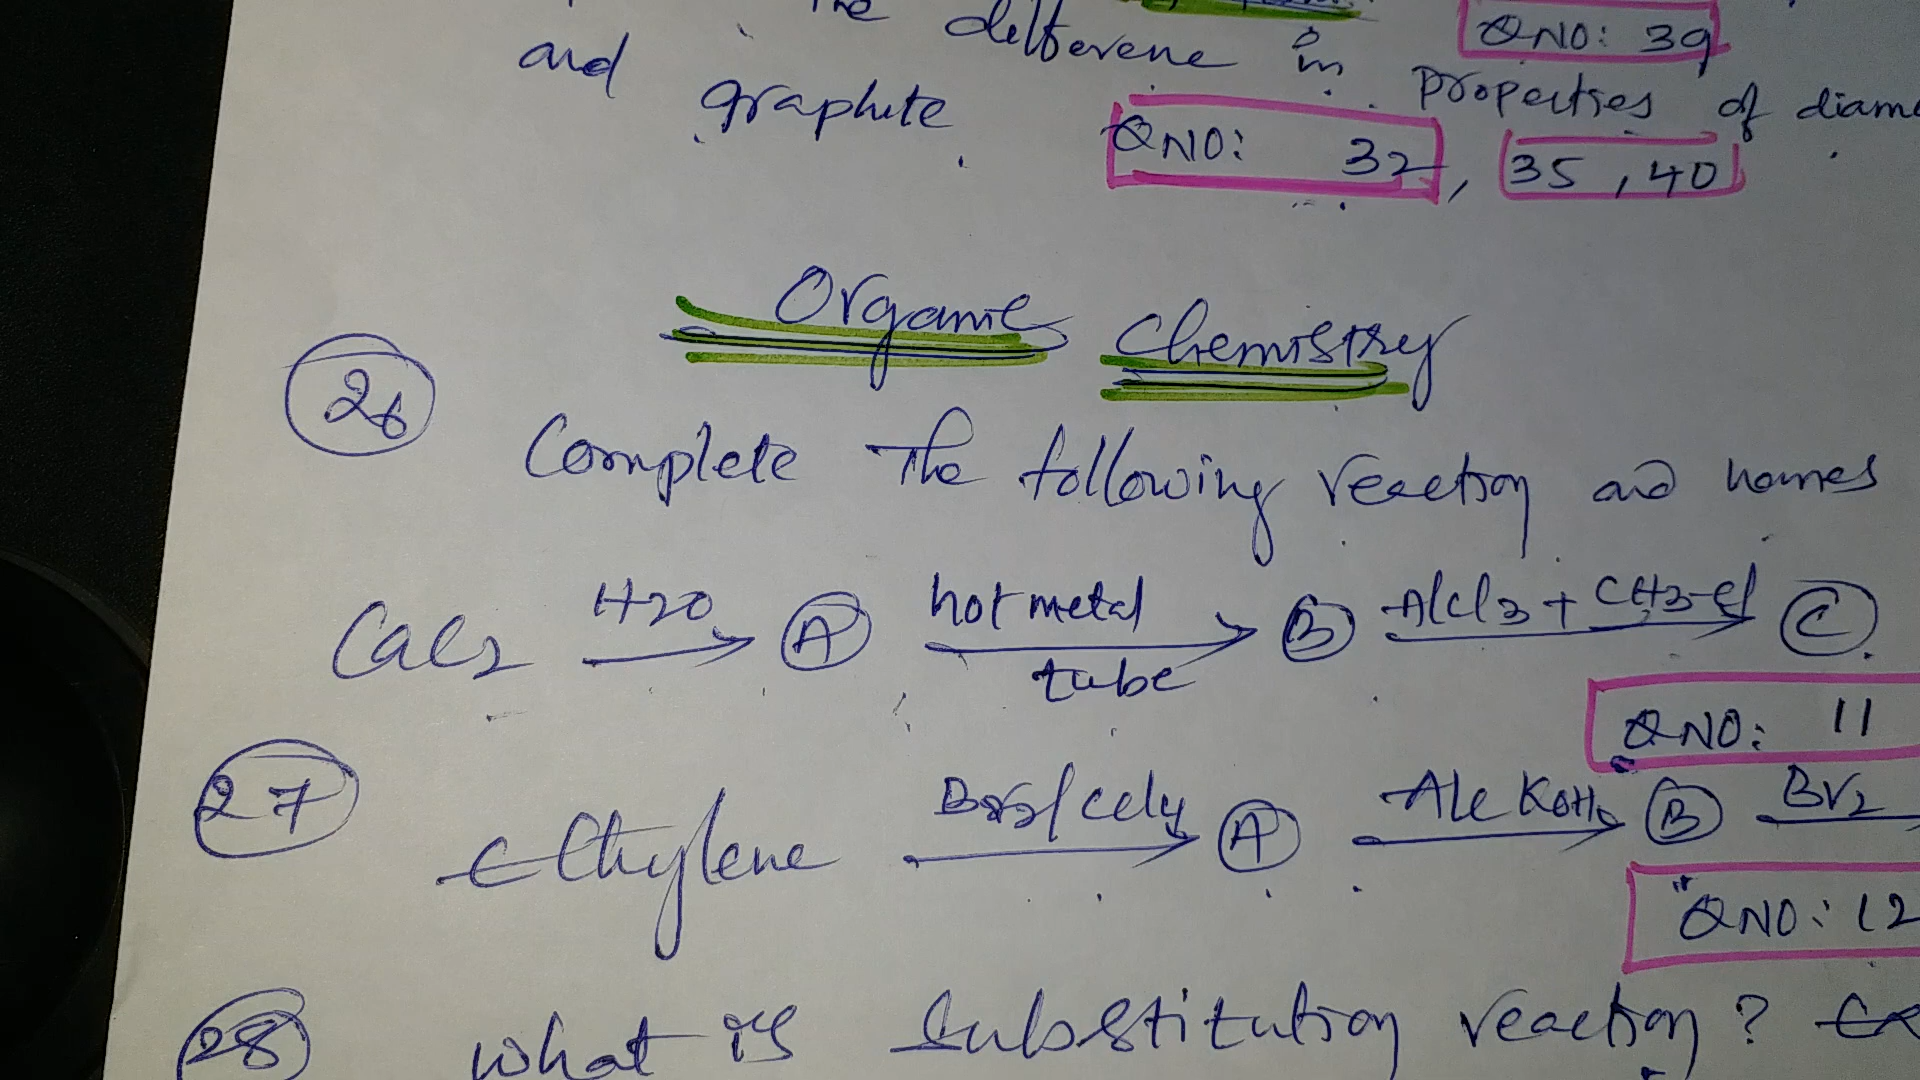 The difference in properties of diam
QNO: 39
and graphite
QNO: 32, 35, 40
Organic Chemistry
26 Complete The following reaction and names
CaC2 H2O A hot metal tube B AlCl3 + CH3-Cl C
QNO: 11
27 Ethylene Br2/CCl4 A Alc KOH B Br2
QNO: 12
28 what is Substitution reaction?